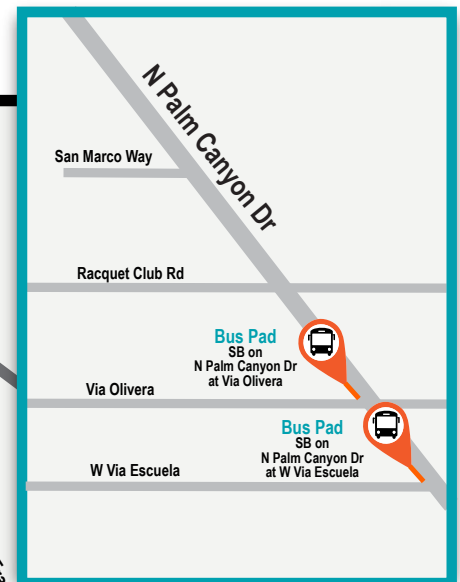 N Palm Canyon Dr
San Marco Way
Racquet Club Rd
Bus Pad
SB on
N Palm Canyon Dr
at Via Olivera
Via Olivera
Bus Pad
SB on
N Palm Canyon Dr
at W Via Escuela
W Via Escuela